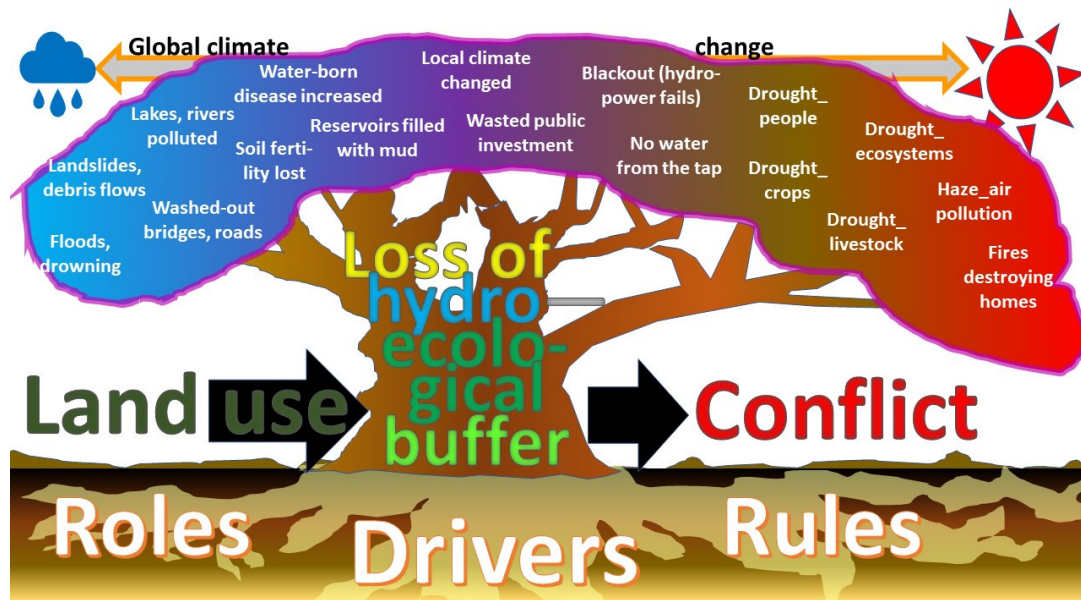 Global climate change
Water-born
disease increased
Local climate
changed
Blackout (hydro-
power fails)
Drought_
people
Lakes, rivers
polluted
Soil ferti-
lity lost
Reservoirs filled
with mud
Wasted public
investment
No water
from the tap
Drought_
crops
Drought_
ecosystems
Landslides,
debris flows
Washed-out
bridges, roads
Floods,
drowning
Drought_
livestock
Haze_air
pollution
Fires
destroying
homes
Loss of
hydro
ecolo-
gical
buffer
Land use
Conflict
Roles
Drivers
Rules